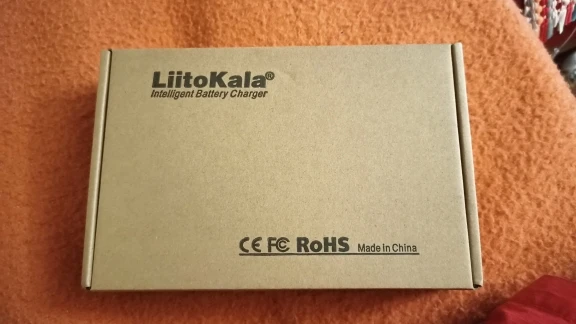 LiitoKala®
Intelligent Battery Charger
CE FC RoHS Made in China